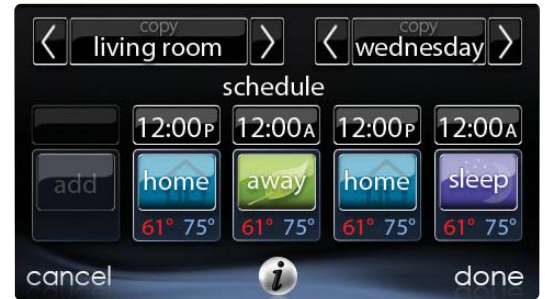 copy copy
living room wednesday
schedule
12:00P 12:00A 12:00P 12:00A
add home away home sleep
61° 75° 61° 75° 61° 75° 61° 75°
cancel i done